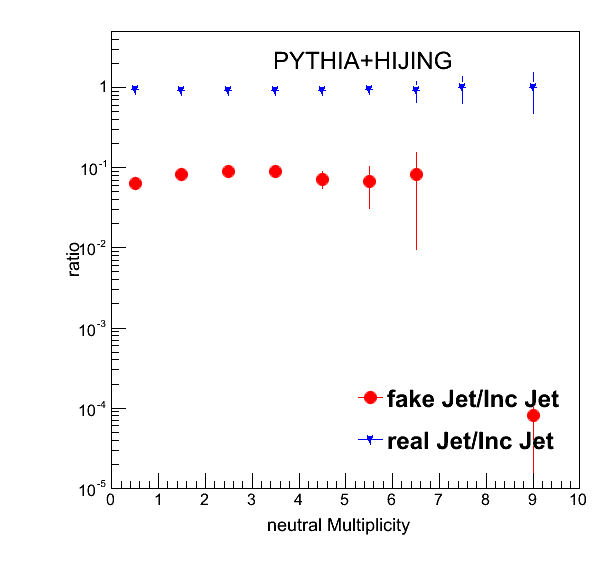 PYTHIA+HIJING
1
10-1
10-2
10-3
10-4
10-5
ratio
fake Jet/Inc Jet
real Jet/Inc Jet
0 1 2 3 4 5 6 7 8 9 10
neutral Multiplicity